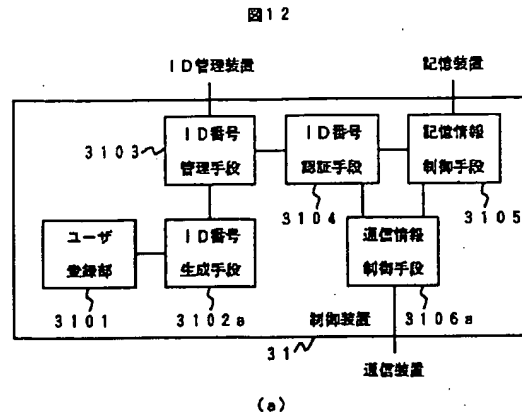 図12
ID管理装置
記憶装置
ID番号
管理手段
3103
ID番号
認証手段
3104
記憶情報
制御手段
3105
ユーザ
登録部
3101
ID番号
生成手段
3102a
通信情報
制御手段
3106a
制御装置
31
通信装置
(a)